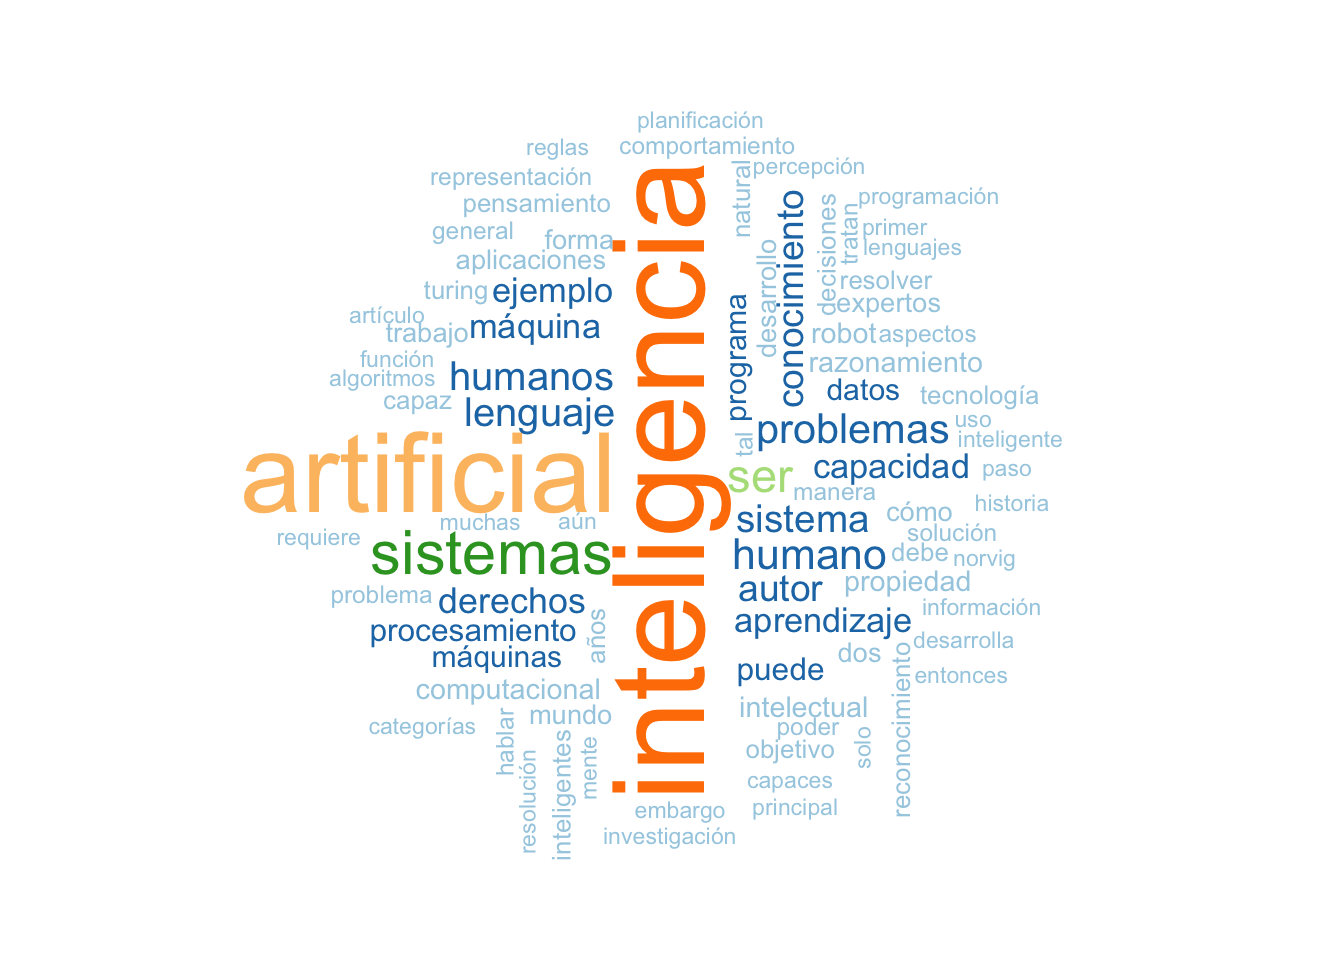 planificación
reglas
comportamiento
percepción
representación
natural
pensamiento
programación
conocimiento
decisiones
tratan
general
forma
primer
lenguajes
aplicaciones
desarrollo
inteligencia
turing
ejemplo
resolver
expertos
artículo
trabajo
máquina
programa
robot
aspectos
función
razonamiento
algoritmos
humanos
capaz
datos
tecnología
lenguaje
problemas
uso
tal
inteligente
artificial
ser
capacidad
paso
manera
historia
muchas
aún
sistema
cómo
requiere
solución
sistemas
humano
debe
norvig
problema
derechos
autor
propiedad
procesamiento
años
aprendizaje
información
máquinas
desarrolla
puede
dos
entonces
computacional
reconocimiento
categorías
hablar
mundo
intelectual
poder
resolución
inteligentes
mente
objetivo
solo
capaces
embargo
principal
investigación